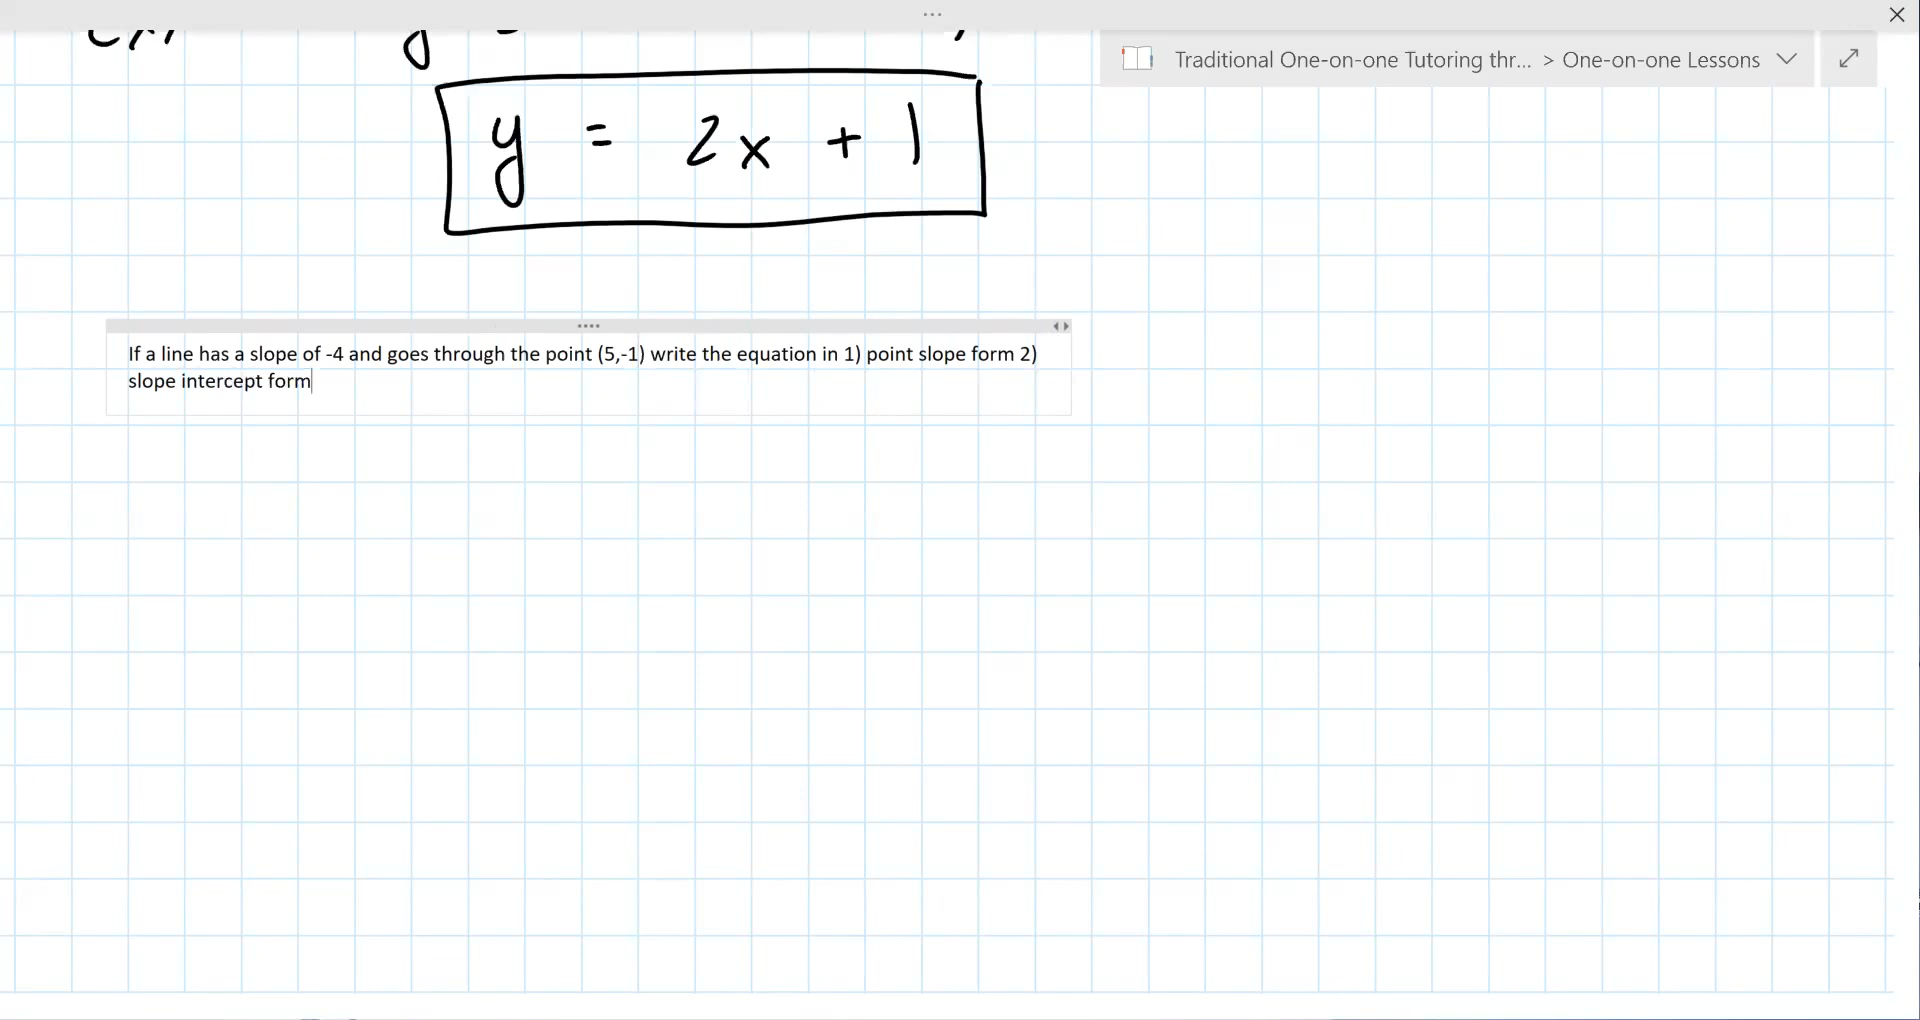 Traditional One-on-one Tutoring thr... > One-on-one Lessons
y = 2x + 1
If a line has a slope of -4 and goes through the point (5,-1) write the equation in 1) point slope form 2)
slope intercept form